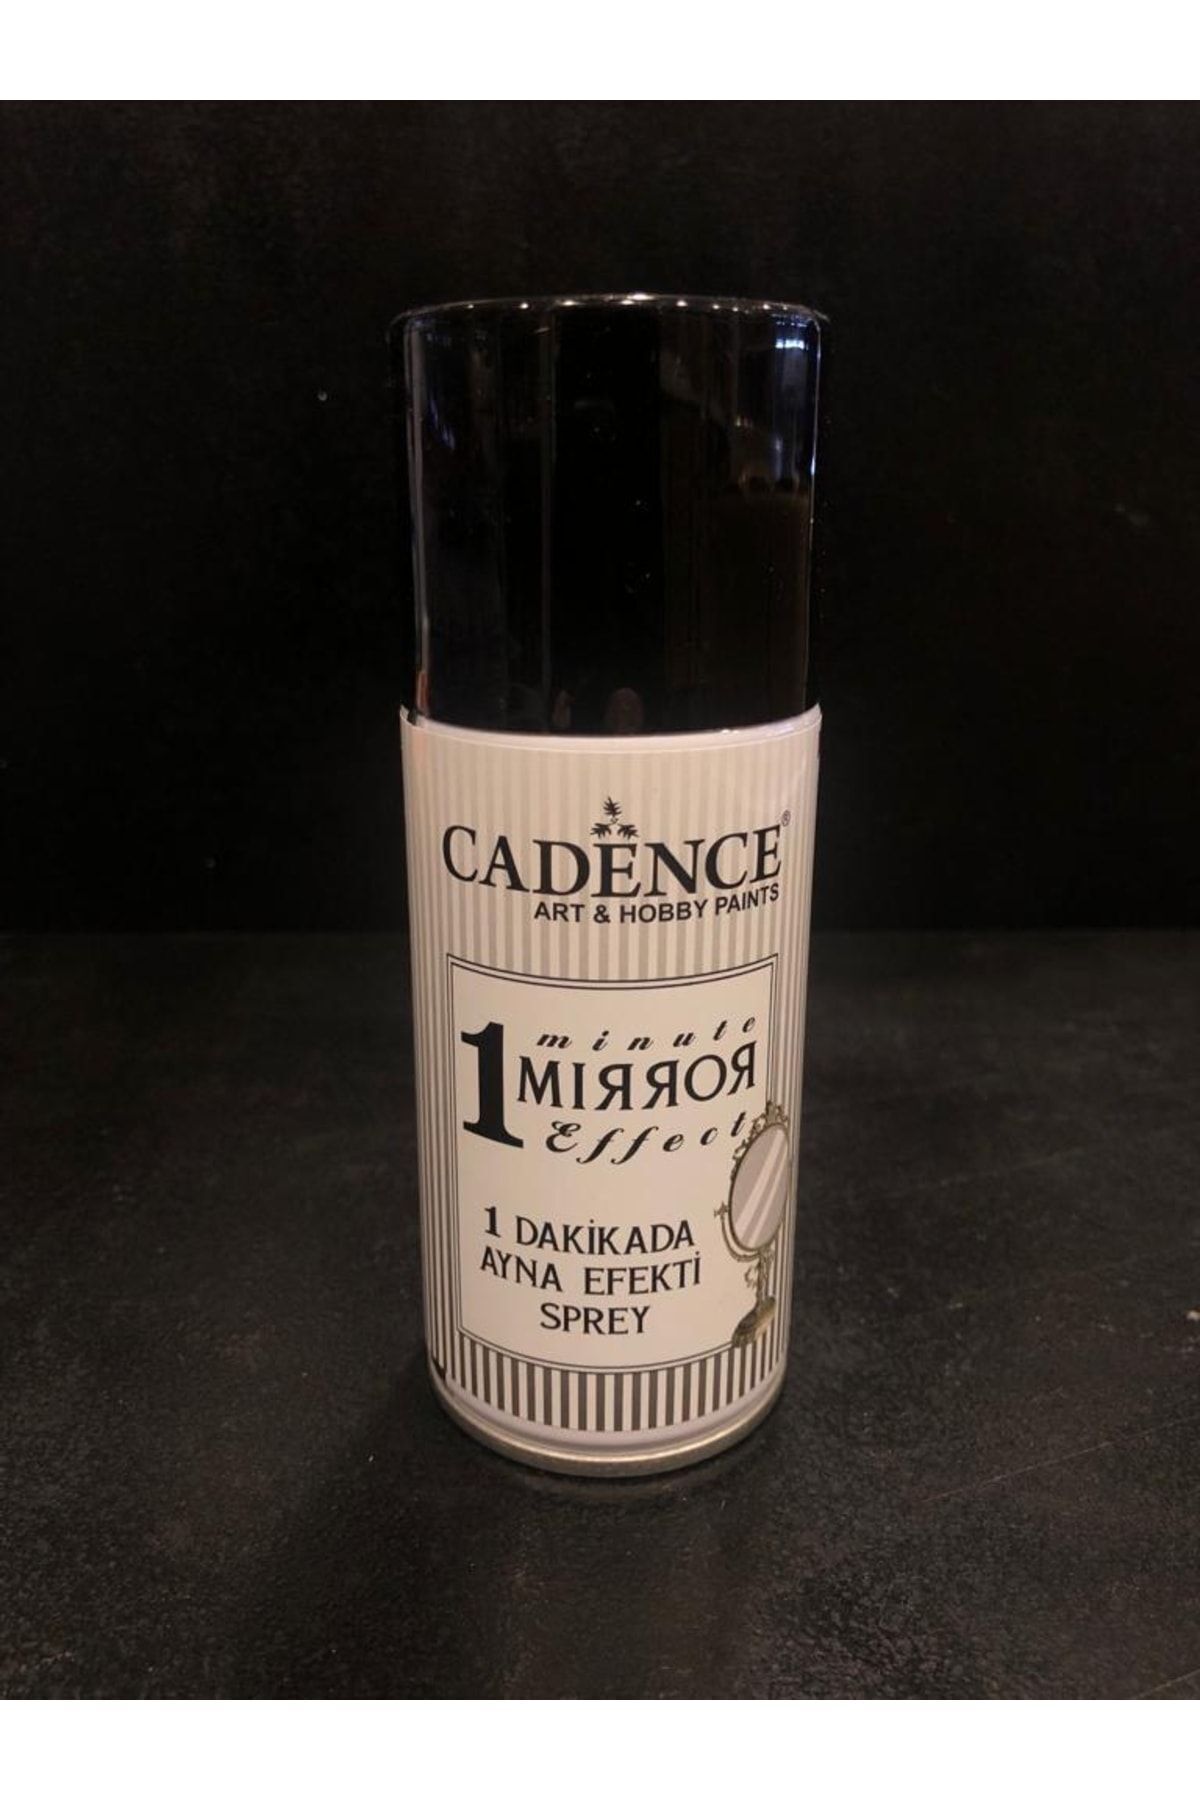 CADENCE®
ART & HOBBY PAINTS
1 minute
MIRROR
Effect
1 DAKİKADA
AYNA EFEKTİ
SPREY